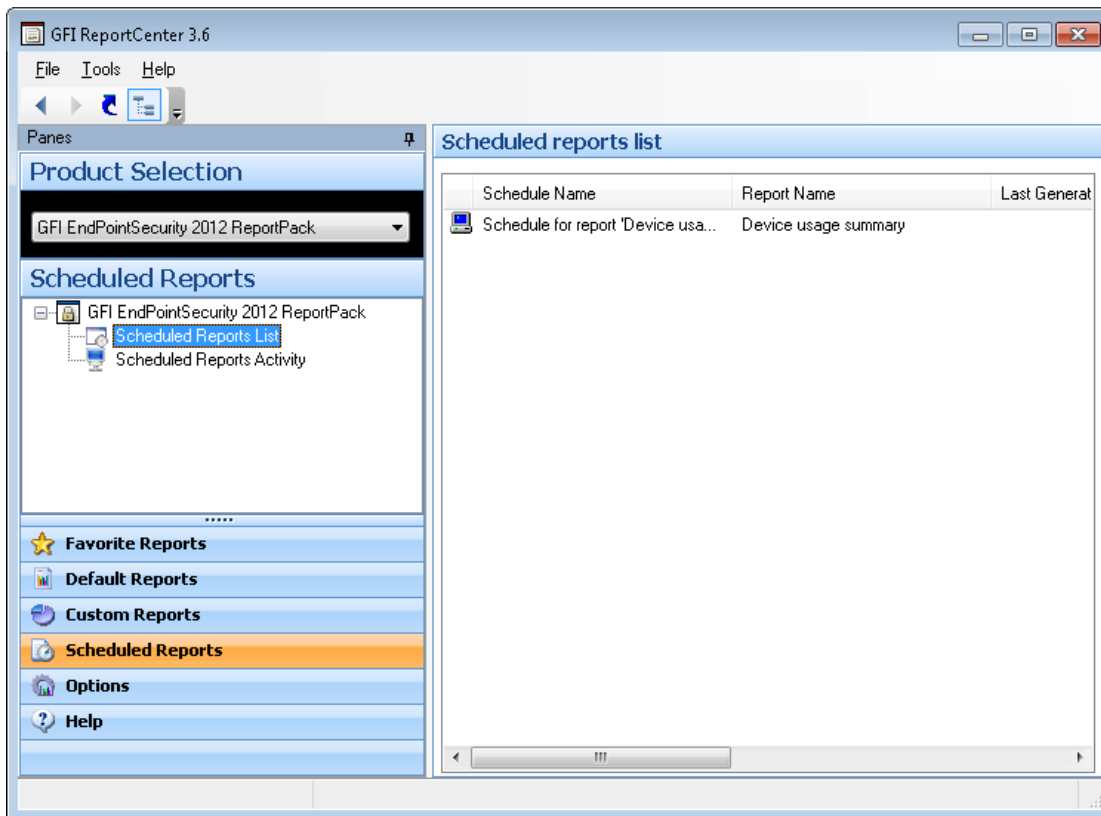 GFI ReportCenter 3.6
File Tools Help
Panes
Product Selection
GFI EndPointSecurity 2012 ReportPack
Scheduled Reports
GFI EndPointSecurity 2012 ReportPack
Scheduled Reports List
Scheduled Reports Activity
Favorite Reports
Default Reports
Custom Reports
Scheduled Reports
Options
Help
Scheduled reports list
Schedule Name Report Name Last Generat
Schedule for report 'Device usa... Device usage summary